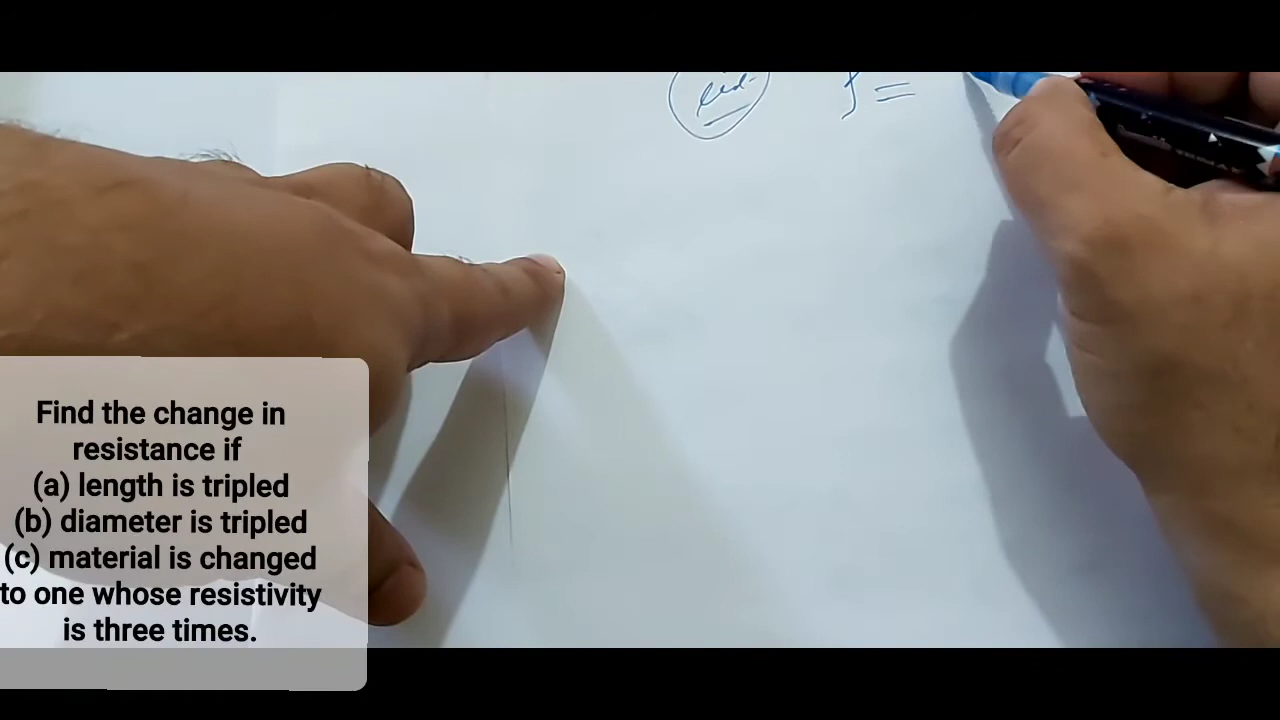 ρ =
Find the change in
resistance if
(a) length is tripled
(b) diameter is tripled
(c) material is changed
to one whose resistivity
is three times.